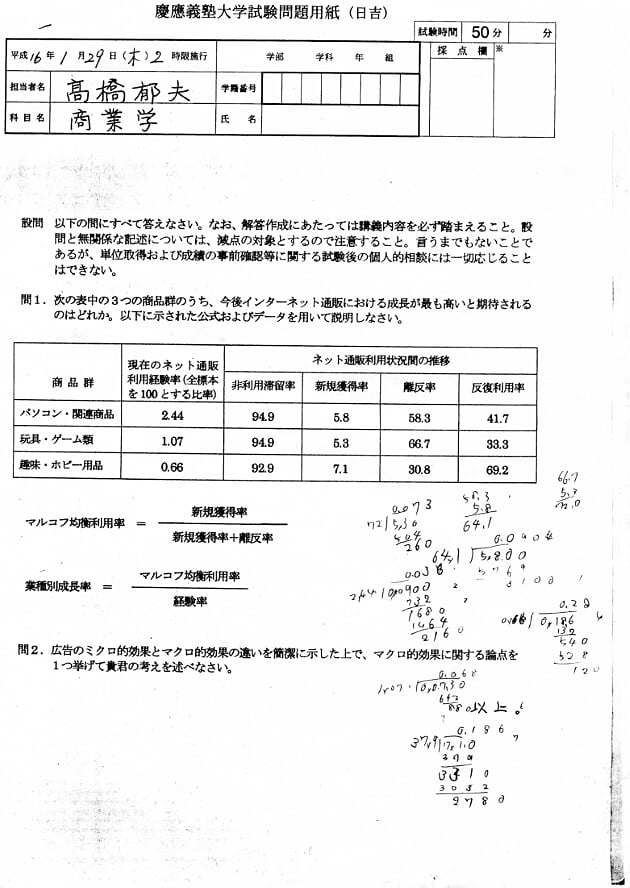 慶應義塾大学試験問題用紙（日吉）
試験時間 50分 分
平成16年1月29日（木）2時限施行 学部 学科 年 組 採点欄 ※
担当者名 髙橋郁夫 学籍番号
科目名 商業学 氏名
設問 以下の問にすべて答えなさい。なお、解答作成にあたっては講義内容を必ず踏まえること。設
問と無関係な記述については、減点の対象とするので注意すること。言うまでもないことで
あるが、単位取得および成績の事前確認等に関する試験後の個人的相談には一切応じること
はできない。
問１．次の表中の３つの商品群のうち、今後インターネット通販における成長が最も高いと期待される
のはどれか。以下に示された公式およびデータを用いて説明しなさい。
商品群 現在のネット通販利用経験率(全標本を100とする比率) ネット通販利用状況間の推移
非利用滞留率 新規獲得率 離反率 反復利用率
パソコン・関連商品 2.44 94.9 5.8 58.3 41.7
玩具・ゲーム類 1.07 94.9 5.3 66.7 33.3
趣味・ホビー用品 0.66 92.9 7.1 30.8 69.2
マルコフ均衡利用率 ＝ 新規獲得率
新規獲得率＋離反率
業種別成長率 ＝ マルコフ均衡利用率
経験率
66.7
5.3
72.0
58.3
5.8
64.1
0.073
72
504
260
0.090
64.1
5769
0.03
732
1680
1464
2160
0.28
0.186
132
540
528
120
問２．広告のミクロ的効果とマクロ的効果の違いを簡潔に示した上で、マクロ的効果に関する論点を
１つ挙げて貴君の考えを述べなさい。
0.068
1.07
642
880
以上。
0.186
37.9
379
3310
3032
2780